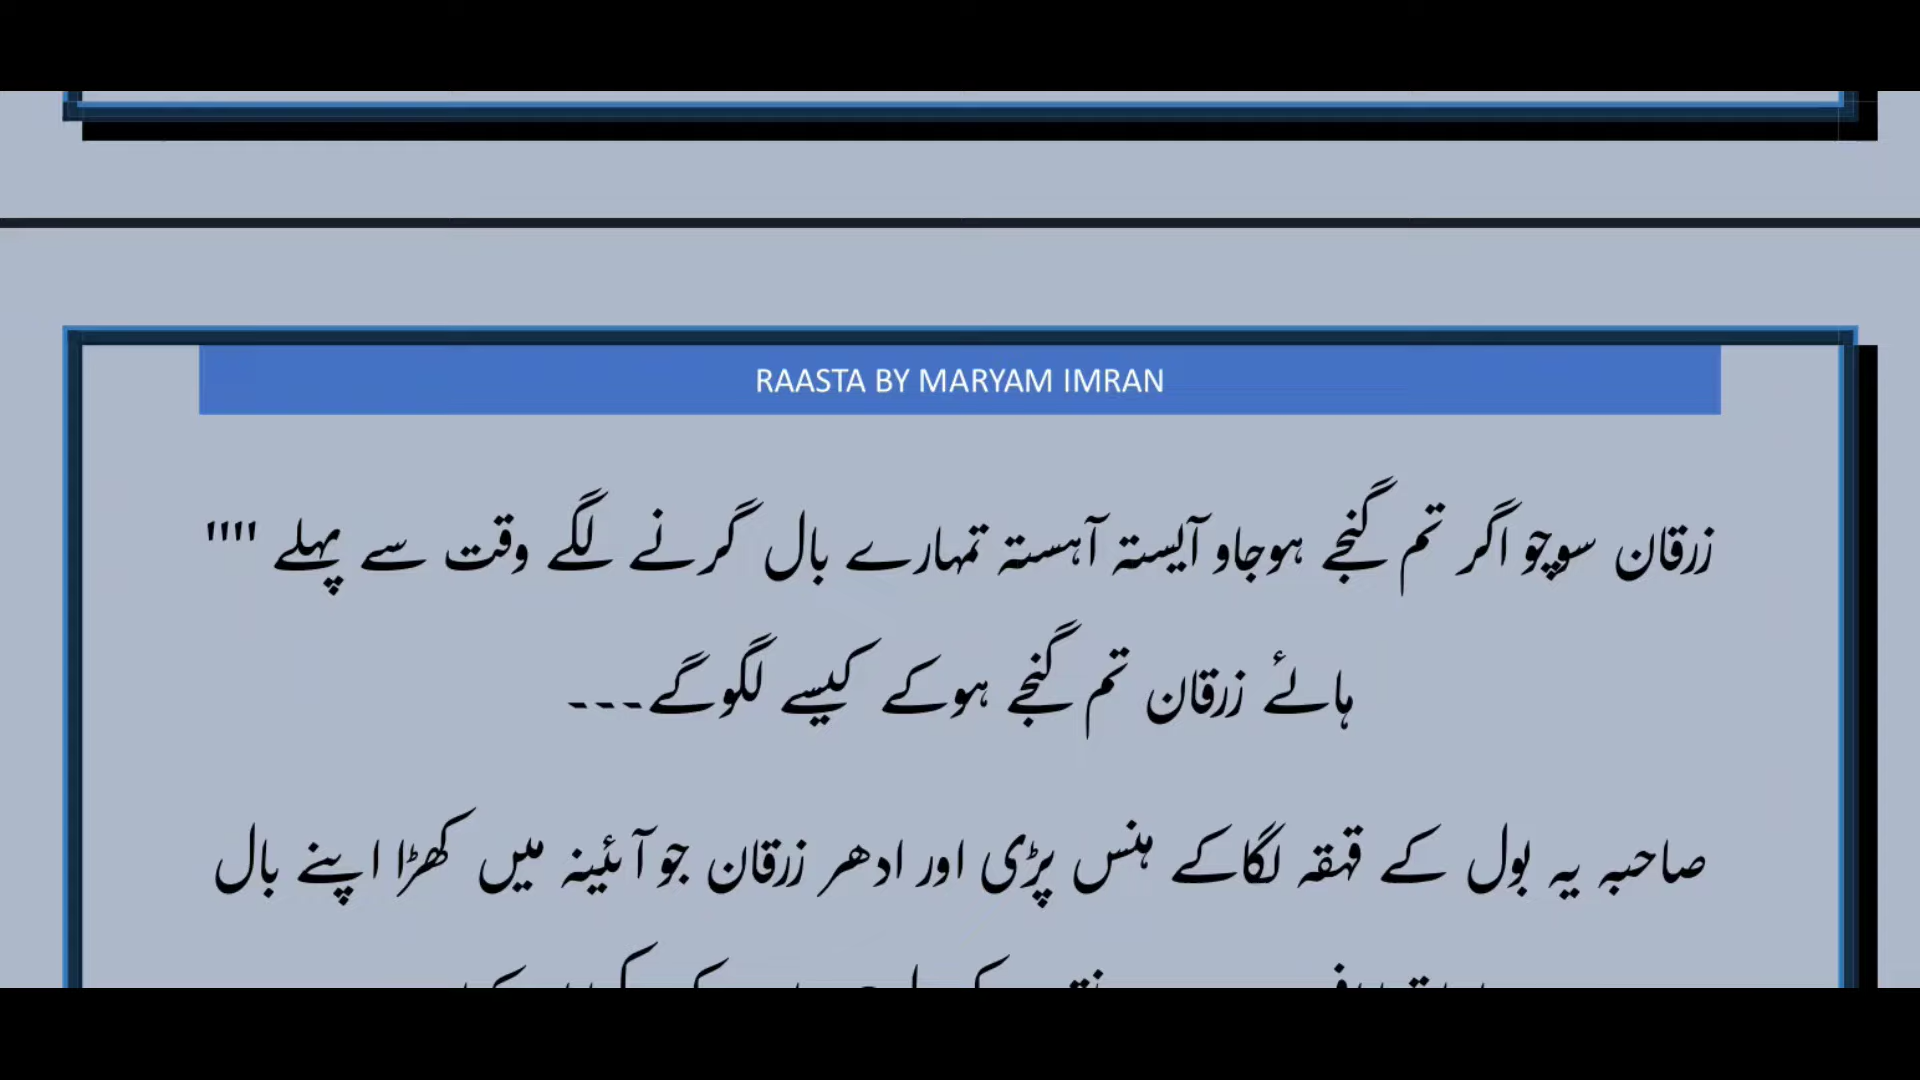 RAASTA BY MARYAM IMRAN
زرقان سوچو اگر تم گنجے ہوجاو آیستہ آہستہ تمہارے بال گرنے لگے وقت سے پہلے """"
ہائے زرقان تم گنجے ہوکے کیسے لگوگے۔۔۔
صاحبہ یہ بول کے قہقہ لگاکے ہنس پڑی اور ادھر زرقان جو آئینہ میں کھڑا اپنے بال